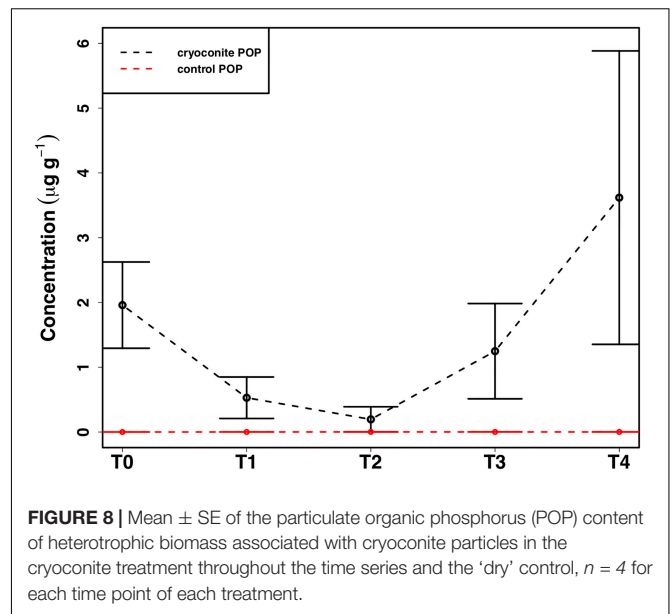 cryoconite POP
control POP
Concentration (µg g⁻¹)
6
5
4
3
2
1
0
T0 T1 T2 T3 T4
FIGURE 8 | Mean ± SE of the particulate organic phosphorus (POP) content
of heterotrophic biomass associated with cryoconite particles in the
cryoconite treatment throughout the time series and the ‘dry’ control, n = 4 for
each time point of each treatment.